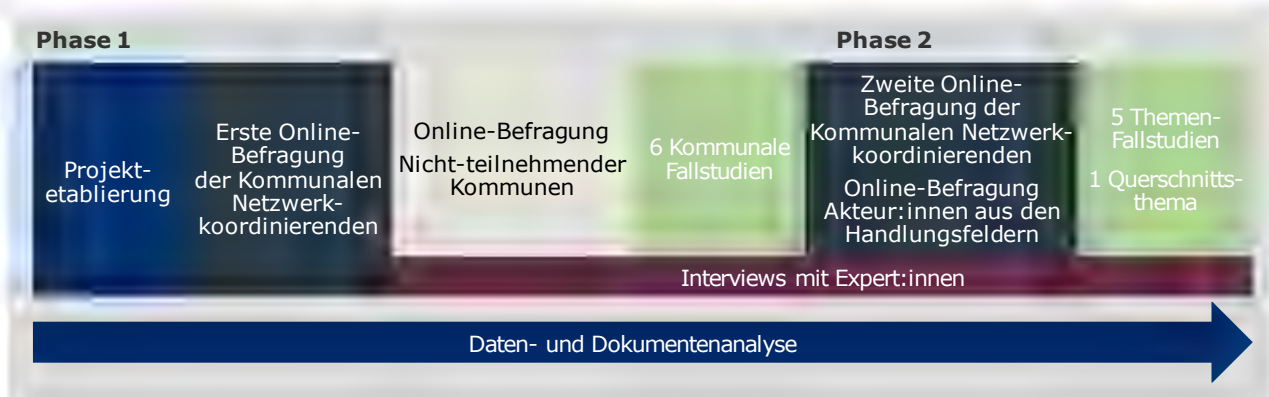 Phase 1
Projekt-
etablierung
Erste Online-
Befragung
der Kommunalen
Netzwerk-
koordinierenden
Online-Befragung
Nicht-teilnehmender
Kommunen
6 Kommunale
Fallstudien
Phase 2
Zweite Online-
Befragung der
Kommunalen Netzwerk-
koordinierenden
Online-Befragung
Akteur:innen aus den
Handlungsfeldern
5 Themen-
Fallstudien
1 Querschnitts-
thema
Interviews mit Expert:innen
Daten- und Dokumentenanalyse